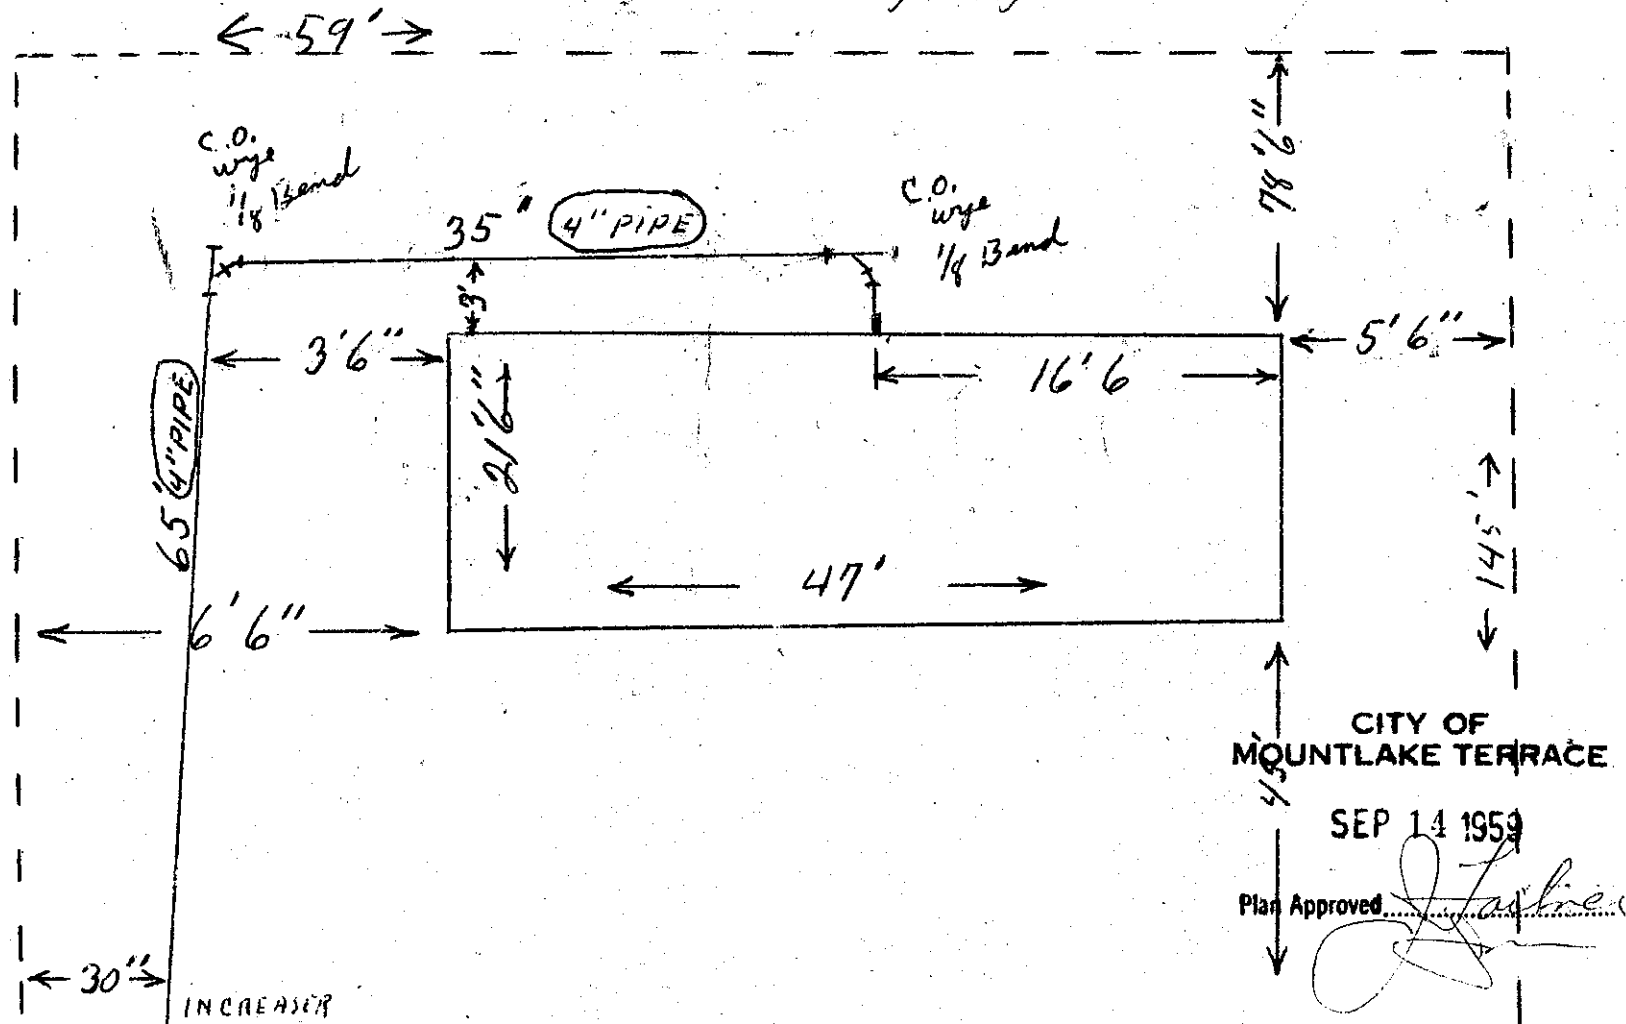 59'
C.O.
wye
1/8 Bend
35" 4" PIPE
C.O.
wye
1/8 Bend
78'6"
3'
3'6"
5'6"
16'6
21'6"
4" PIPE
65'
47'
145'
6'6"
CITY OF
MOUNTLAKE TERRACE
45'
SEP 14 1959
Plan Approved
30"
INCREASER